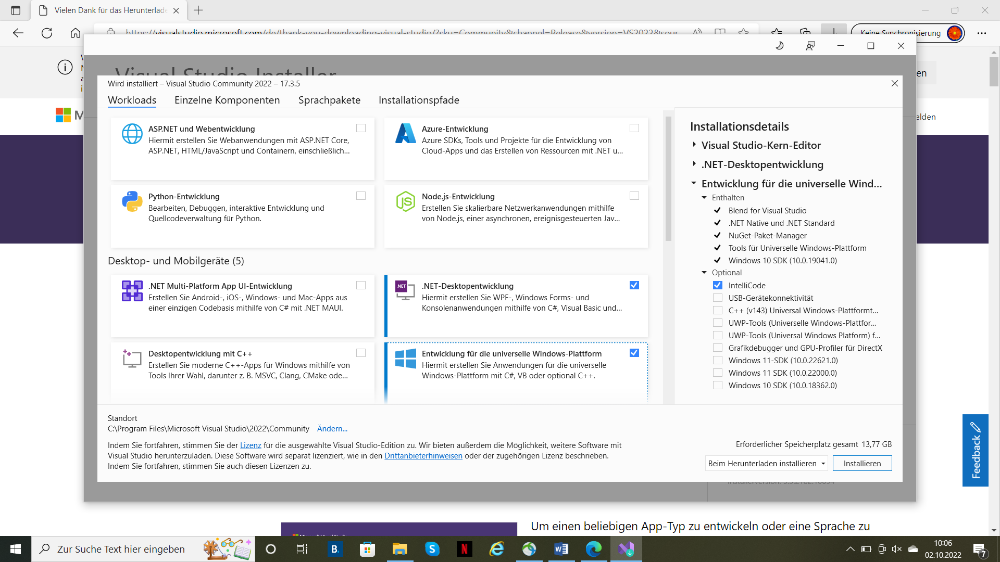 Vielen Dank für das Herunterlade
https://visualstudio.microsoft.com/de/thank-you-downloading-visual-studio/?sku=Community&channel=Release&version=VS2022&sour
Keine Synchronisierung
Visual Studio Installer
en
Wird installiert – Visual Studio Community 2022 – 17.3.5
Workloads
Einzelne Komponenten
Sprachpakete
Installationspfade
M
elden
ASP.NET und Webentwicklung
Hiermit erstellen Sie Webanwendungen mit ASP.NET Core,
ASP.NET, HTML/JavaScript und Containern, einschließlich...
Azure-Entwicklung
Azure SDKs, Tools und Projekte für die Entwicklung von
Cloud-Apps und das Erstellen von Ressourcen mit .NET u...
Python-Entwicklung
Bearbeiten, Debuggen, interaktive Entwicklung und
Quellcodeverwaltung für Python.
Node.js-Entwicklung
Erstellen Sie skalierbare Netzwerkanwendungen mithilfe
von Node.js, einer asynchronen, ereignisgesteuerten Jav...
Desktop- und Mobilgeräte (5)
.NET Multi-Platform App UI-Entwicklung
Erstellen Sie Android-, iOS-, Windows- und Mac-Apps aus
einer einzigen Codebasis mithilfe von C# mit .NET MAUI.
.NET
.NET-Desktopentwicklung
Hiermit erstellen Sie WPF-, Windows Forms- und
Konsolenanwendungen mithilfe von C#, Visual Basic und...
Desktopentwicklung mit C++
Erstellen Sie moderne C++-Apps für Windows mithilfe von
Tools Ihrer Wahl, darunter z. B. MSVC, Clang, CMake ode...
Entwicklung für die universelle Windows-Plattform
Hiermit erstellen Sie Anwendungen für die universelle
Windows-Plattform mit C#, VB oder optional C++.
Installationsdetails
Visual Studio-Kern-Editor
.NET-Desktopentwicklung
Entwicklung für die universelle Wind...
Enthalten
Blend for Visual Studio
.NET Native und .NET Standard
NuGet-Paket-Manager
Tools für Universelle Windows-Plattform
Windows 10 SDK (10.0.19041.0)
Optional
IntelliCode
USB-Gerätekonnektivität
C++ (v143) Universal Windows-Plattformt...
UWP-Tools (Universelle Windows-Plattfor...
UWP-Tools (Universal Windows Platform) f...
Grafikdebugger und GPU-Profiler für DirectX
Windows 11-SDK (10.0.22621.0)
Windows 11 SDK (10.0.22000.0)
Windows 10 SDK (10.0.18362.0)
Standort
C:\Program Files\Microsoft Visual Studio\2022\Community Ändern...
Indem Sie fortfahren, stimmen Sie der Lizenz für die ausgewählte Visual Studio-Edition zu. Wir bieten außerdem die Möglichkeit, weitere Software mit
Visual Studio herunterzuladen. Diese Software wird separat lizenziert, wie in den Drittanbieterhinweisen oder der zugehörigen Lizenz beschrieben.
Indem Sie fortfahren, stimmen Sie auch diesen Lizenzen zu.
Erforderlicher Speicherplatz gesamt 13,77 GB
Beim Herunterladen installieren
Installieren
Feedback
Um einen beliebigen App-Typ zu entwickeln oder eine Sprache zu
Zur Suche Text hier eingeben
10:06
02.10.2022
7